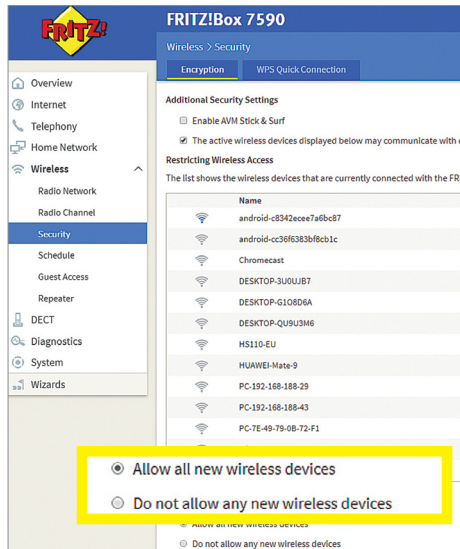 FRITZ!
FRITZ!Box 7590
Wireless > Security
Encryption
WPS Quick Connection
Overview
Internet
Telephony
Home Network
Wireless
Radio Network
Radio Channel
Security
Schedule
Guest Access
Repeater
DECT
Diagnostics
System
Wizards
Additional Security Settings
Enable AVM Stick & Surf
The active wireless devices displayed below may communicate with
Restricting Wireless Access
The list shows the wireless devices that are currently connected with the FR
Name
android-c8342ecee7a6bc87
android-cc36f6383bf8cb1c
Chromecast
DESKTOP-3U0UJB7
DESKTOP-G1O8D6A
DESKTOP-QU9U3M6
HS110-EU
HUAWEI-Mate-9
PC-192-168-188-29
PC-192-168-188-43
PC-7E-49-79-0B-72-F1
Allow all new wireless devices
Do not allow any new wireless devices
Allow all new wireless devices
Do not allow any new wireless devices